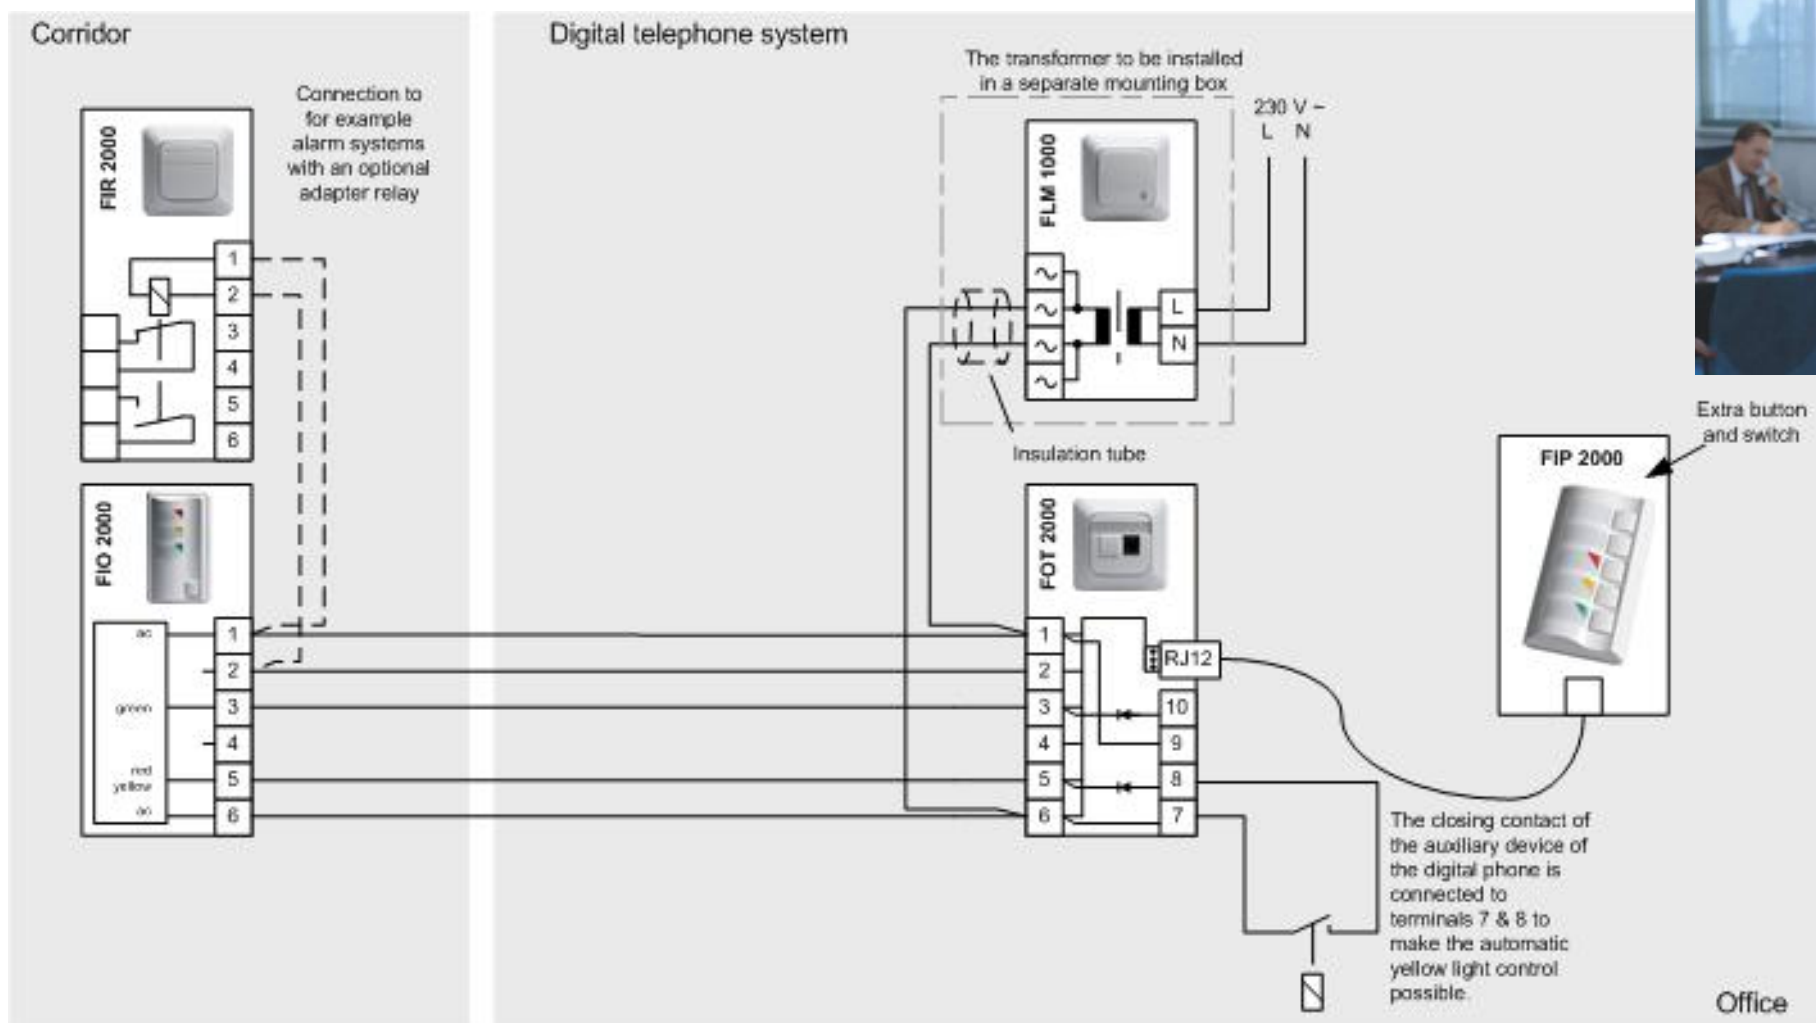 Corridor
Digital telephone system
Connection to
for example
alarm systems
with an optional
adapter relay
FIR 2000
1
2
3
4
5
6
FIO 2000
ac
green
red
yellow
ac
1
2
3
4
5
6
The transformer to be installed
in a separate mounting box
230 V ~
L N
FLM 1000
~
~
~
~
L
N
Insulation tube
FOT 2000
1
2
3
4
5
6
RJ12
10
9
8
7
Extra button
and switch
FIP 2000
The closing contact of
the auxiliary device of
the digital phone is
connected to
terminals 7 & 8 to
make the automatic
yellow light control
possible.
Office